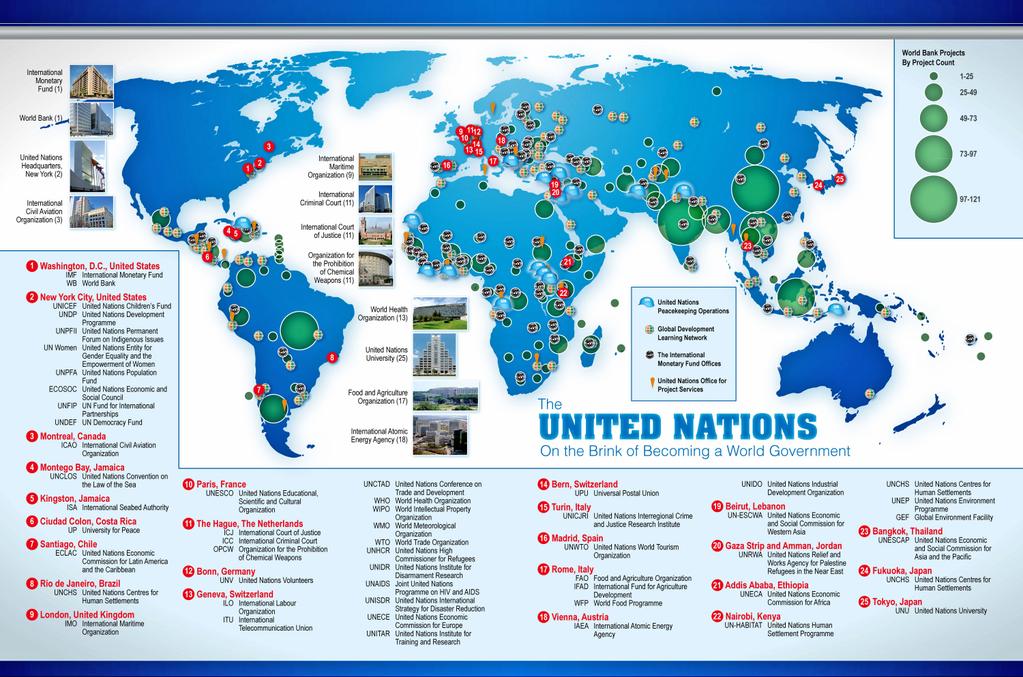 International
Monetary
Fund (1)
World Bank (1)
United Nations
Headquarters,
New York (2)
International
Civil Aviation
Organization (3)
International
Maritime
Organization (9)
International
Criminal Court (11)
International Court
of Justice (11)
Organization for
the Prohibition
of Chemical
Weapons (11)
World Health
Organization (13)
United Nations
University (25)
Food and Agriculture
Organization (17)
International Atomic
Energy Agency (18)
World Bank Projects
By Project Count
1-25
25-49
49-73
73-97
97-121
United Nations
Peacekeeping Operations
Global Development
Learning Network
The International
Monetary Fund Offices
United Nations Office for
Project Services
The
UNITED NATIONS
On the Brink of Becoming a World Government
1 Washington, D.C., United States
IMF International Monetary Fund
WB World Bank
2 New York City, United States
UNICEF United Nations Children's Fund
UNDP United Nations Development
Programme
UNPFII United Nations Permanent
Forum on Indigenous Issues
UN Women United Nations Entity for
Gender Equality and the
Empowerment of Women
UNPFA United Nations Population
Fund
ECOSOC United Nations Economic and
Social Council
UNFIP UN Fund for International
Partnerships
UNDEF UN Democracy Fund
3 Montreal, Canada
ICAO International Civil Aviation
Organization
4 Montego Bay, Jamaica
UNCLOS United Nations Convention on
the Law of the Sea
5 Kingston, Jamaica
ISA International Seabed Authority
6 Ciudad Colon, Costa Rica
UP University for Peace
7 Santiago, Chile
ECLAC United Nations Economic
Commission for Latin America
and the Caribbean
8 Rio de Janeiro, Brazil
UNCHS United Nations Centres for
Human Settlements
9 London, United Kingdom
IMO International Maritime
Organization
10 Paris, France
UNESCO United Nations Educational,
Scientific and Cultural
Organization
11 The Hague, The Netherlands
ICJ International Court of Justice
ICC International Criminal Court
OPCW Organization for the Prohibition
of Chemical Weapons
12 Bonn, Germany
UNV United Nations Volunteers
13 Geneva, Switzerland
ILO International Labour
Organization
ITU International
Telecommunication Union
UNCTAD United Nations Conference on
Trade and Development
WHO World Health Organization
WIPO World Intellectual Property
Organization
WMO World Meteorological
Organization
WTO World Trade Organization
UNHCR United Nations High
Commissioner for Refugees
UNIDR United Nations Institute for
Disarmament Research
UNAIDS Joint United Nations
Programme on HIV and AIDS
UNISDR United Nations International
Strategy for Disaster Reduction
UNECE United Nations Economic
Commission for Europe
UNITAR United Nations Institute for
Training and Research
14 Bern, Switzerland
UPU Universal Postal Union
15 Turin, Italy
UNICJRI United Nations Interregional Crime
and Justice Research Institute
16 Madrid, Spain
UNWTO United Nations World Tourism
Organization
17 Rome, Italy
FAO Food and Agriculture Organization
IFAD International Fund for Agriculture
Development
WFP World Food Programme
18 Vienna, Austria
IAEA International Atomic Energy
Agency
UNIDO United Nations Industrial
Development Organization
19 Beirut, Lebanon
UN-ESCWA United Nations Economic
and Social Commission for
Western Asia
20 Gaza Strip and Amman, Jordan
UNRWA United Nations Relief and
Works Agency for Palestine
Refugees in the Near East
21 Addis Ababa, Ethiopia
UNECA United Nations Economic
Commission for Africa
22 Nairobi, Kenya
UN-HABITAT United Nations Human
Settlement Programme
UNCHS United Nations Centres for
Human Settlements
UNEP United Nations Environment
Programme
GEF Global Environment Facility
23 Bangkok, Thailand
UNESCAP United Nations Economic
and Social Commission for
Asia and the Pacific
24 Fukuoka, Japan
UNCHS United Nations Centres for
Human Settlements
25 Tokyo, Japan
UNU United Nations University